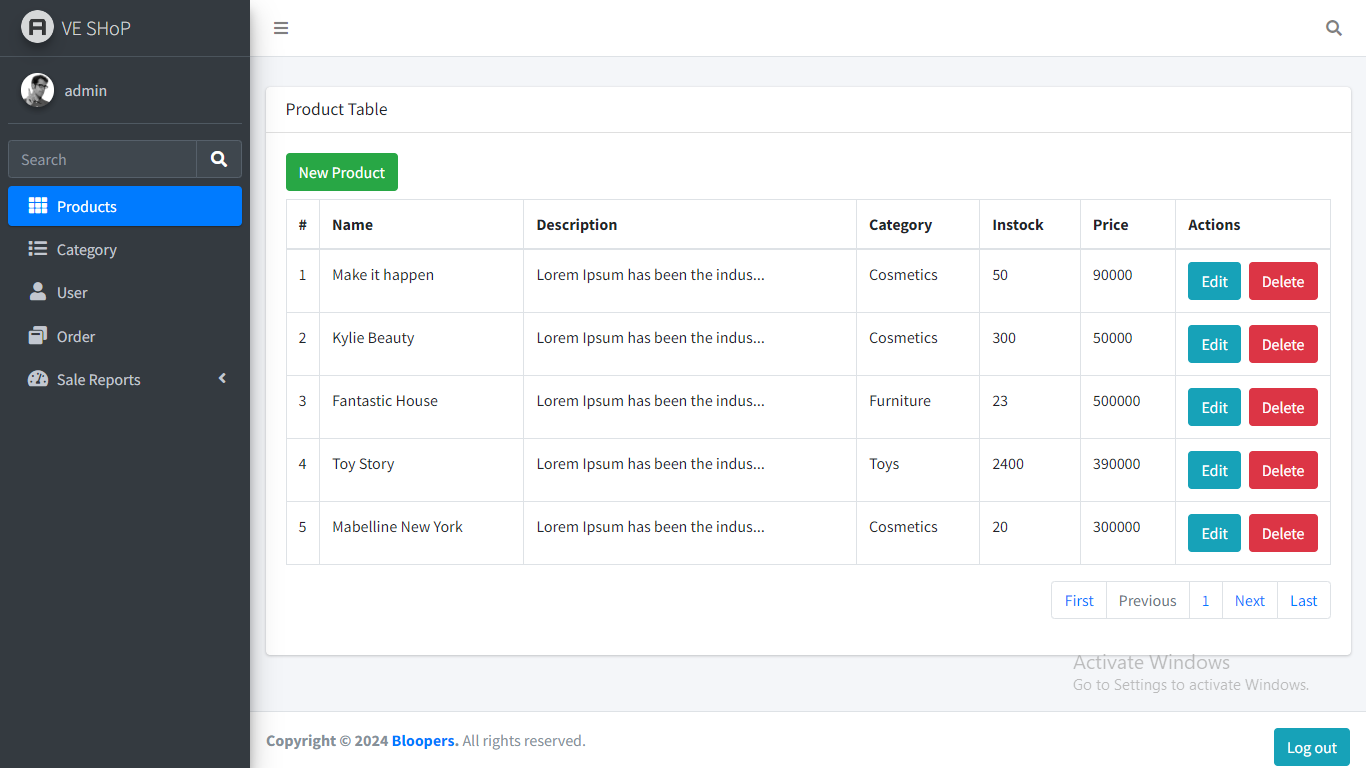 VE SHoP
admin
Search
Products
Category
User
Order
Sale Reports
Product Table
New Product
# Name Description Category Instock Price Actions
1 Make it happen Lorem Ipsum has been the indus... Cosmetics 50 90000 Edit Delete
2 Kylie Beauty Lorem Ipsum has been the indus... Cosmetics 300 50000 Edit Delete
3 Fantastic House Lorem Ipsum has been the indus... Furniture 23 500000 Edit Delete
4 Toy Story Lorem Ipsum has been the indus... Toys 2400 390000 Edit Delete
5 Mabelline New York Lorem Ipsum has been the indus... Cosmetics 20 300000 Edit Delete
First Previous 1 Next Last
Activate Windows
Go to Settings to activate Windows.
Copyright © 2024 Bloopers. All rights reserved.
Log out